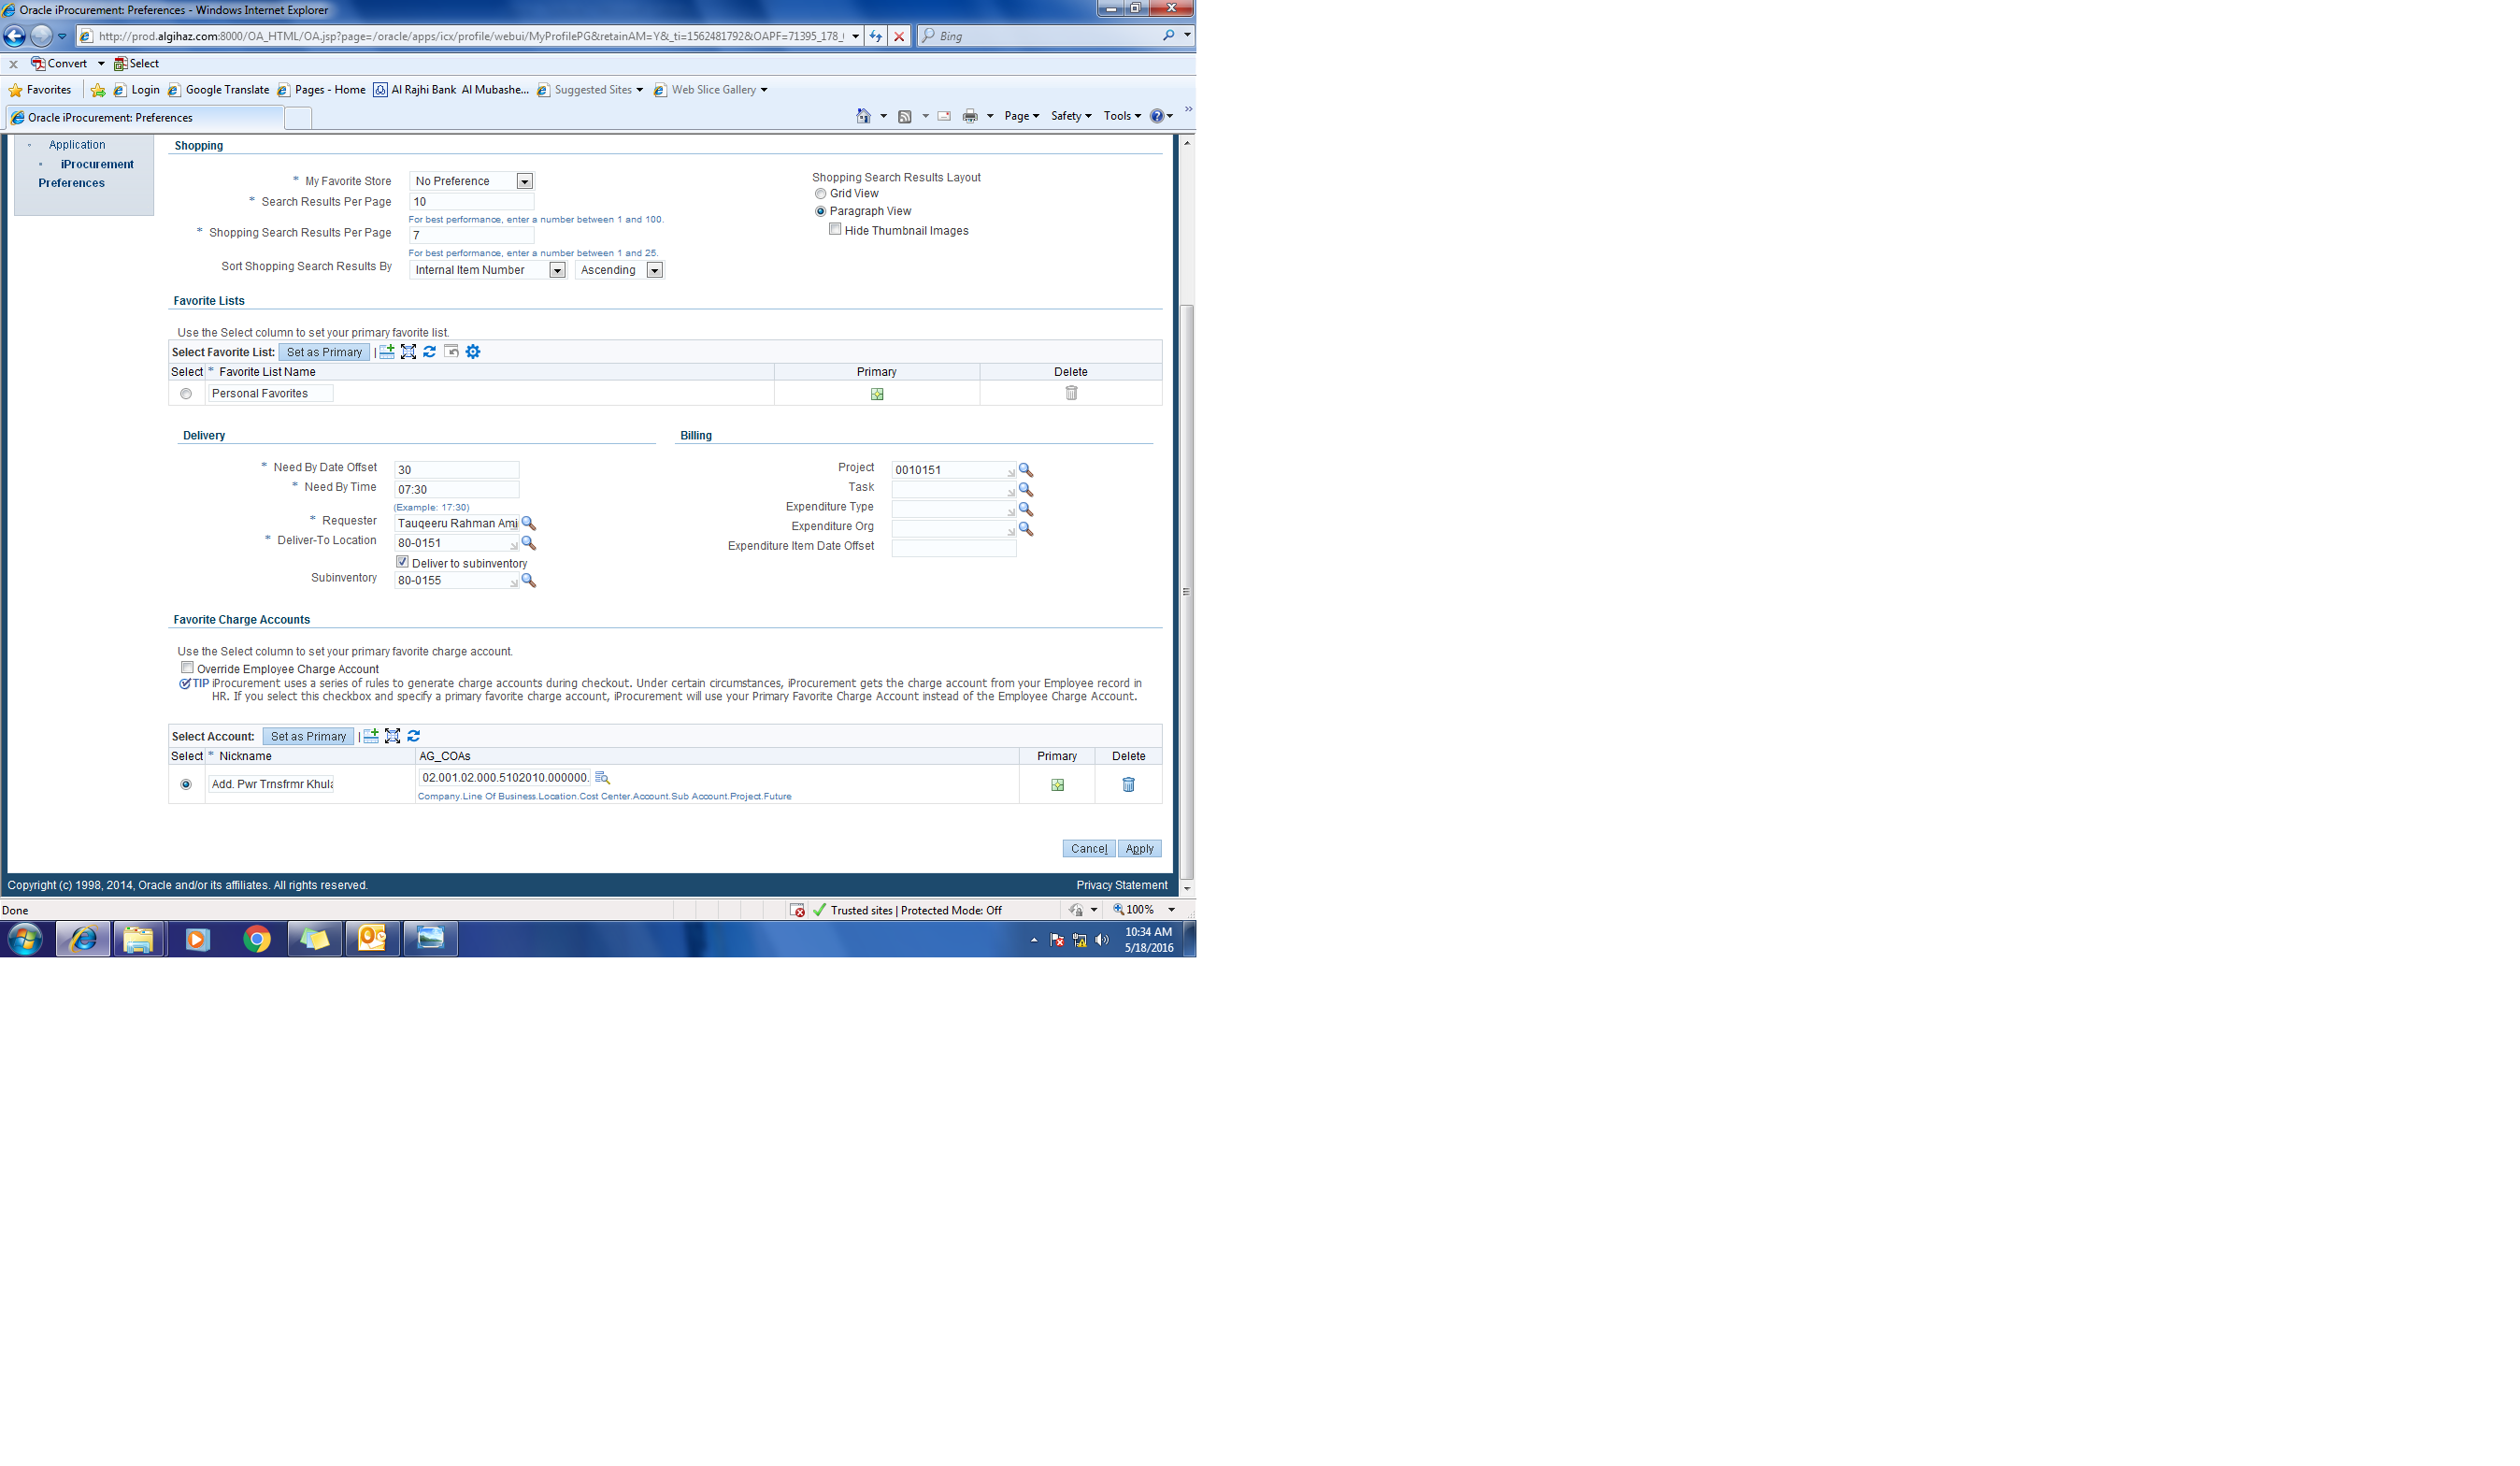 Oracle iProcurement: Preferences - Windows Internet Explorer
http://prod.algihaz.com:8000/OA_HTML/OA.jsp?page=/oracle/apps/icx/profile/webui/MyProfilePG&retainAM=Y&_ti=1562481792&OAPF=71395_178_ Bing
x Convert Select
Favorites Login Google Translate Pages - Home Al Rajhi Bank Al Mubashe... Suggested Sites Web Slice Gallery
Oracle iProcurement: Preferences Page Safety Tools »
Application
iProcurement
Preferences
Shopping
* My Favorite Store No Preference
* Search Results Per Page 10
For best performance, enter a number between 1 and 100.
* Shopping Search Results Per Page 7
For best performance, enter a number between 1 and 25.
Sort Shopping Search Results By Internal Item Number Ascending
Shopping Search Results Layout
Grid View
Paragraph View
Hide Thumbnail Images
Favorite Lists
Use the Select column to set your primary favorite list.
Select Favorite List: Set as Primary |
Select * Favorite List Name Primary Delete
Personal Favorites
Delivery
* Need By Date Offset 30
* Need By Time 07:30
(Example: 17:30)
* Requester Tauqeeru Rahman Ami
* Deliver-To Location 80-0151
Deliver to subinventory
Subinventory 80-0155
Billing
Project 0010151
Task
Expenditure Type
Expenditure Org
Expenditure Item Date Offset
Favorite Charge Accounts
Use the Select column to set your primary favorite charge account.
Override Employee Charge Account
TIP iProcurement uses a series of rules to generate charge accounts during checkout. Under certain circumstances, iProcurement gets the charge account from your Employee record in
HR. If you select this checkbox and specify a primary favorite charge account, iProcurement will use your Primary Favorite Charge Account instead of the Employee Charge Account.
Select Account: Set as Primary |
Select * Nickname AG_COAs Primary Delete
Add. Pwr Trnsfrmr Khula 02.001.02.000.5102010.000000.
Company.Line Of Business.Location.Cost Center.Account.Sub Account.Project.Future
Cancel Apply
Copyright (c) 1998, 2014, Oracle and/or its affiliates. All rights reserved. Privacy Statement
Done Trusted sites | Protected Mode: Off 100%
10:34 AM
5/18/2016